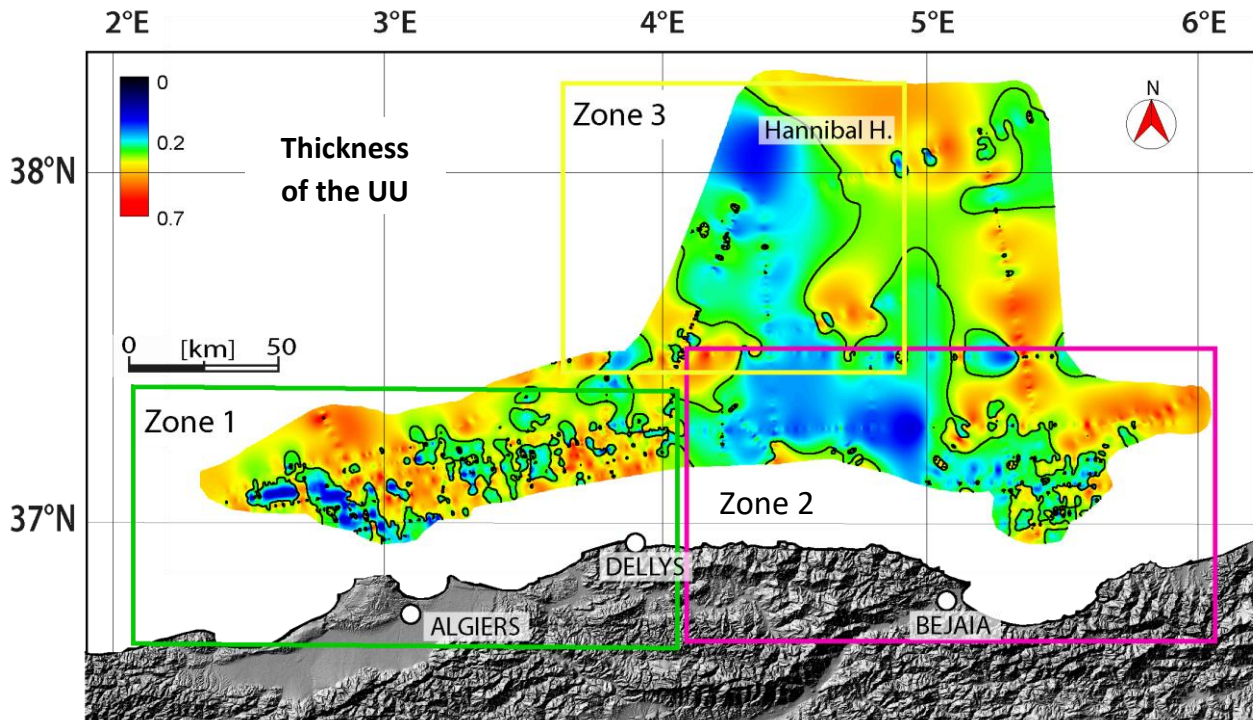 2°E 3°E 4°E 5°E 6°E
N
0
0.2
0.7
Thickness
of the UU
Zone 3
Hannibal H.
38°N
0 [km] 50
Zone 1
Zone 2
37°N
DELLYS
ALGIERS
BEJAIA